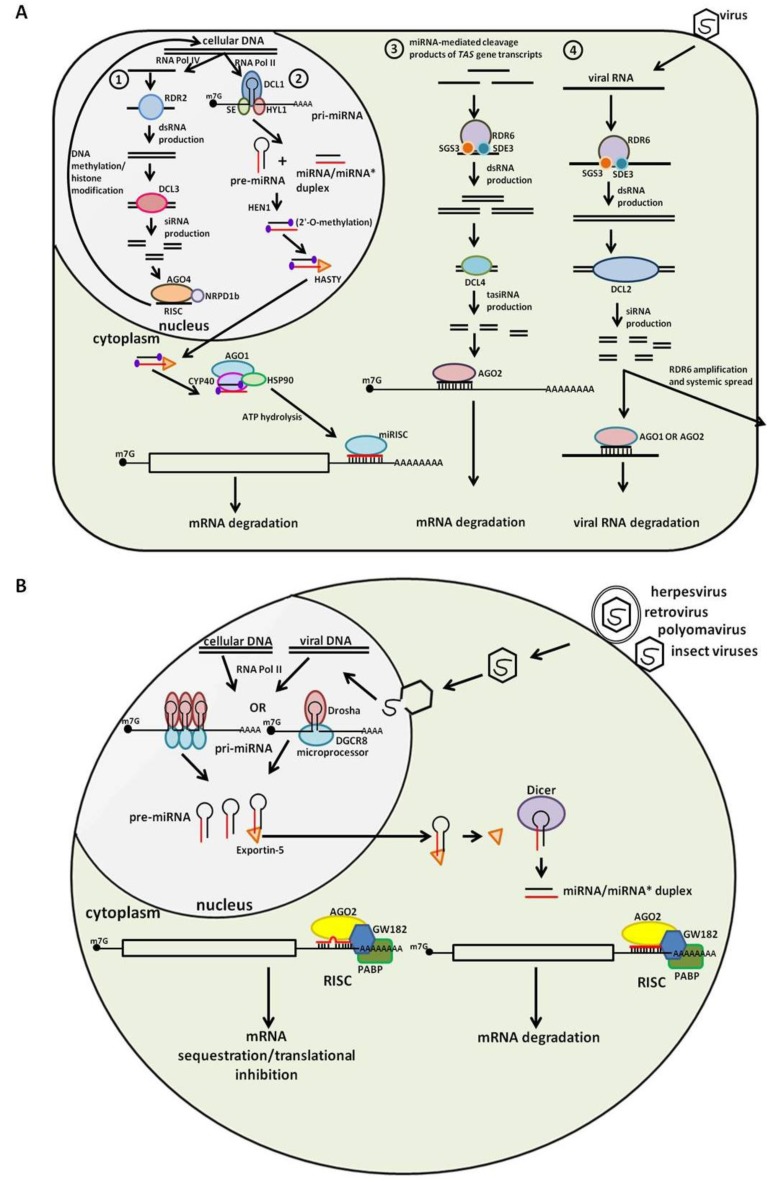 A
virus
cellular DNA
RNA Pol IV
RNA Pol II
1
2
RDR2
dsRNA
production
DNA
methylation/
histone
modification
DCL3
siRNA
production
AGO4
NRPD1b
RISC
nucleus
DCL1
m7G
SE
HYL1
AAAA
pri-miRNA
+
pre-miRNA
miRNA/miRNA*
duplex
HEN1
(2'-O-methylation)
HASTY
cytoplasm
AGO1
CYP40
HSP90
ATP hydrolysis
miRISC
m7G
AAAAAAAA
mRNA degradation
3
miRNA-mediated cleavage
products of TAS gene transcripts
RDR6
SGS3
SDE3
dsRNA
production
DCL4
tasiRNA
production
AGO2
m7G
AAAAAAAA
mRNA degradation
4
viral RNA
RDR6
SGS3
SDE3
dsRNA
production
DCL2
siRNA
production
RDR6 amplification
and systemic spread
AGO1 OR AGO2
viral RNA degradation
B
herpesvirus
retrovirus
polyomavirus
insect viruses
cellular DNA
viral DNA
RNA Pol II
OR
m7G
AAAA
m7G
Drosha
AAAA
DGCR8
pri-miRNA
microprocessor
pre-miRNA
Exportin-5
nucleus
cytoplasm
Dicer
miRNA/miRNA* duplex
AGO2
GW182
m7G
AAAAAAAA
PABP
RISC
mRNA
sequestration/translational
inhibition
AGO2
GW182
m7G
AAAAAAAA
PABP
RISC
mRNA degradation